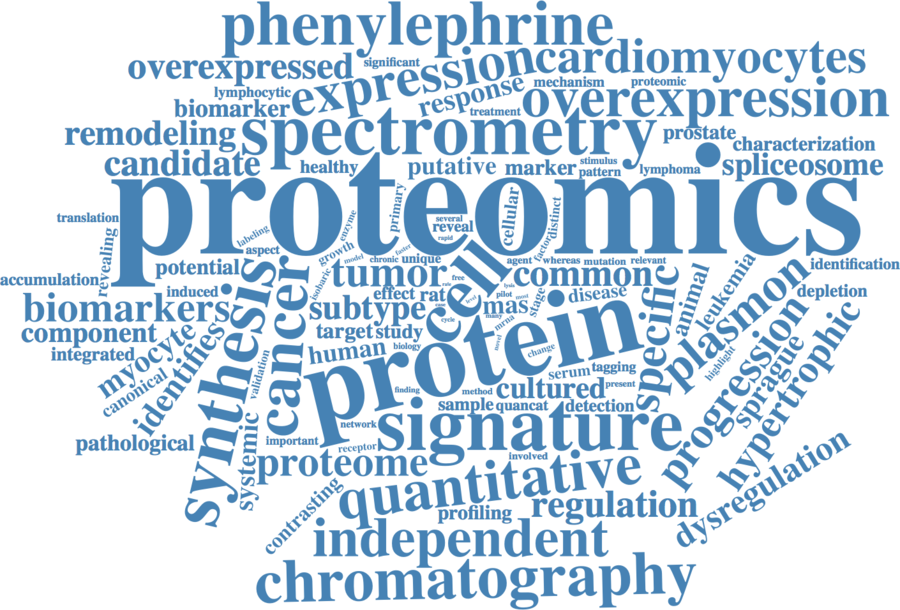 phenylephrine
overexpressed
significant
expression
cardiomyocytes
lymphocytic
biomarker
response
mechanism
proteomic
treatment
overexpression
remodeling
spectrometry
prostate
characterization
candidate
healthy
putative
marker
stimulus
pattern
lymphoma
spliceosome
proteomics
translation
revealing
labeling
enzyme
primary
several
reveal
rapid
cellular
factor
distinct
aspect
growth
model
chronic
faster
unique
agent
whereas
mutation
relevant
identification
accumulation
potential
induced
isobaric
tumor
cell
free
lysis
common
specific
animal
leukemia
plasmon
depletion
biomarkers
synthesis
cancer
subtype
effect
rat
mas
pilot
stage
disease
component
myocyte
identifies
target
study
cycle
many
mrna
protein
integrated
canonical
validation
human
biology
novel
change
serum
tagging
highlight
progression
sprague
hypertrophic
finding
method
cultured
present
pathological
systemic
important
network
sample
quancat
detection
signature
receptor
proteome
involved
quantitative
contrasting
profiling
regulation
dysregulation
independent
chromatography